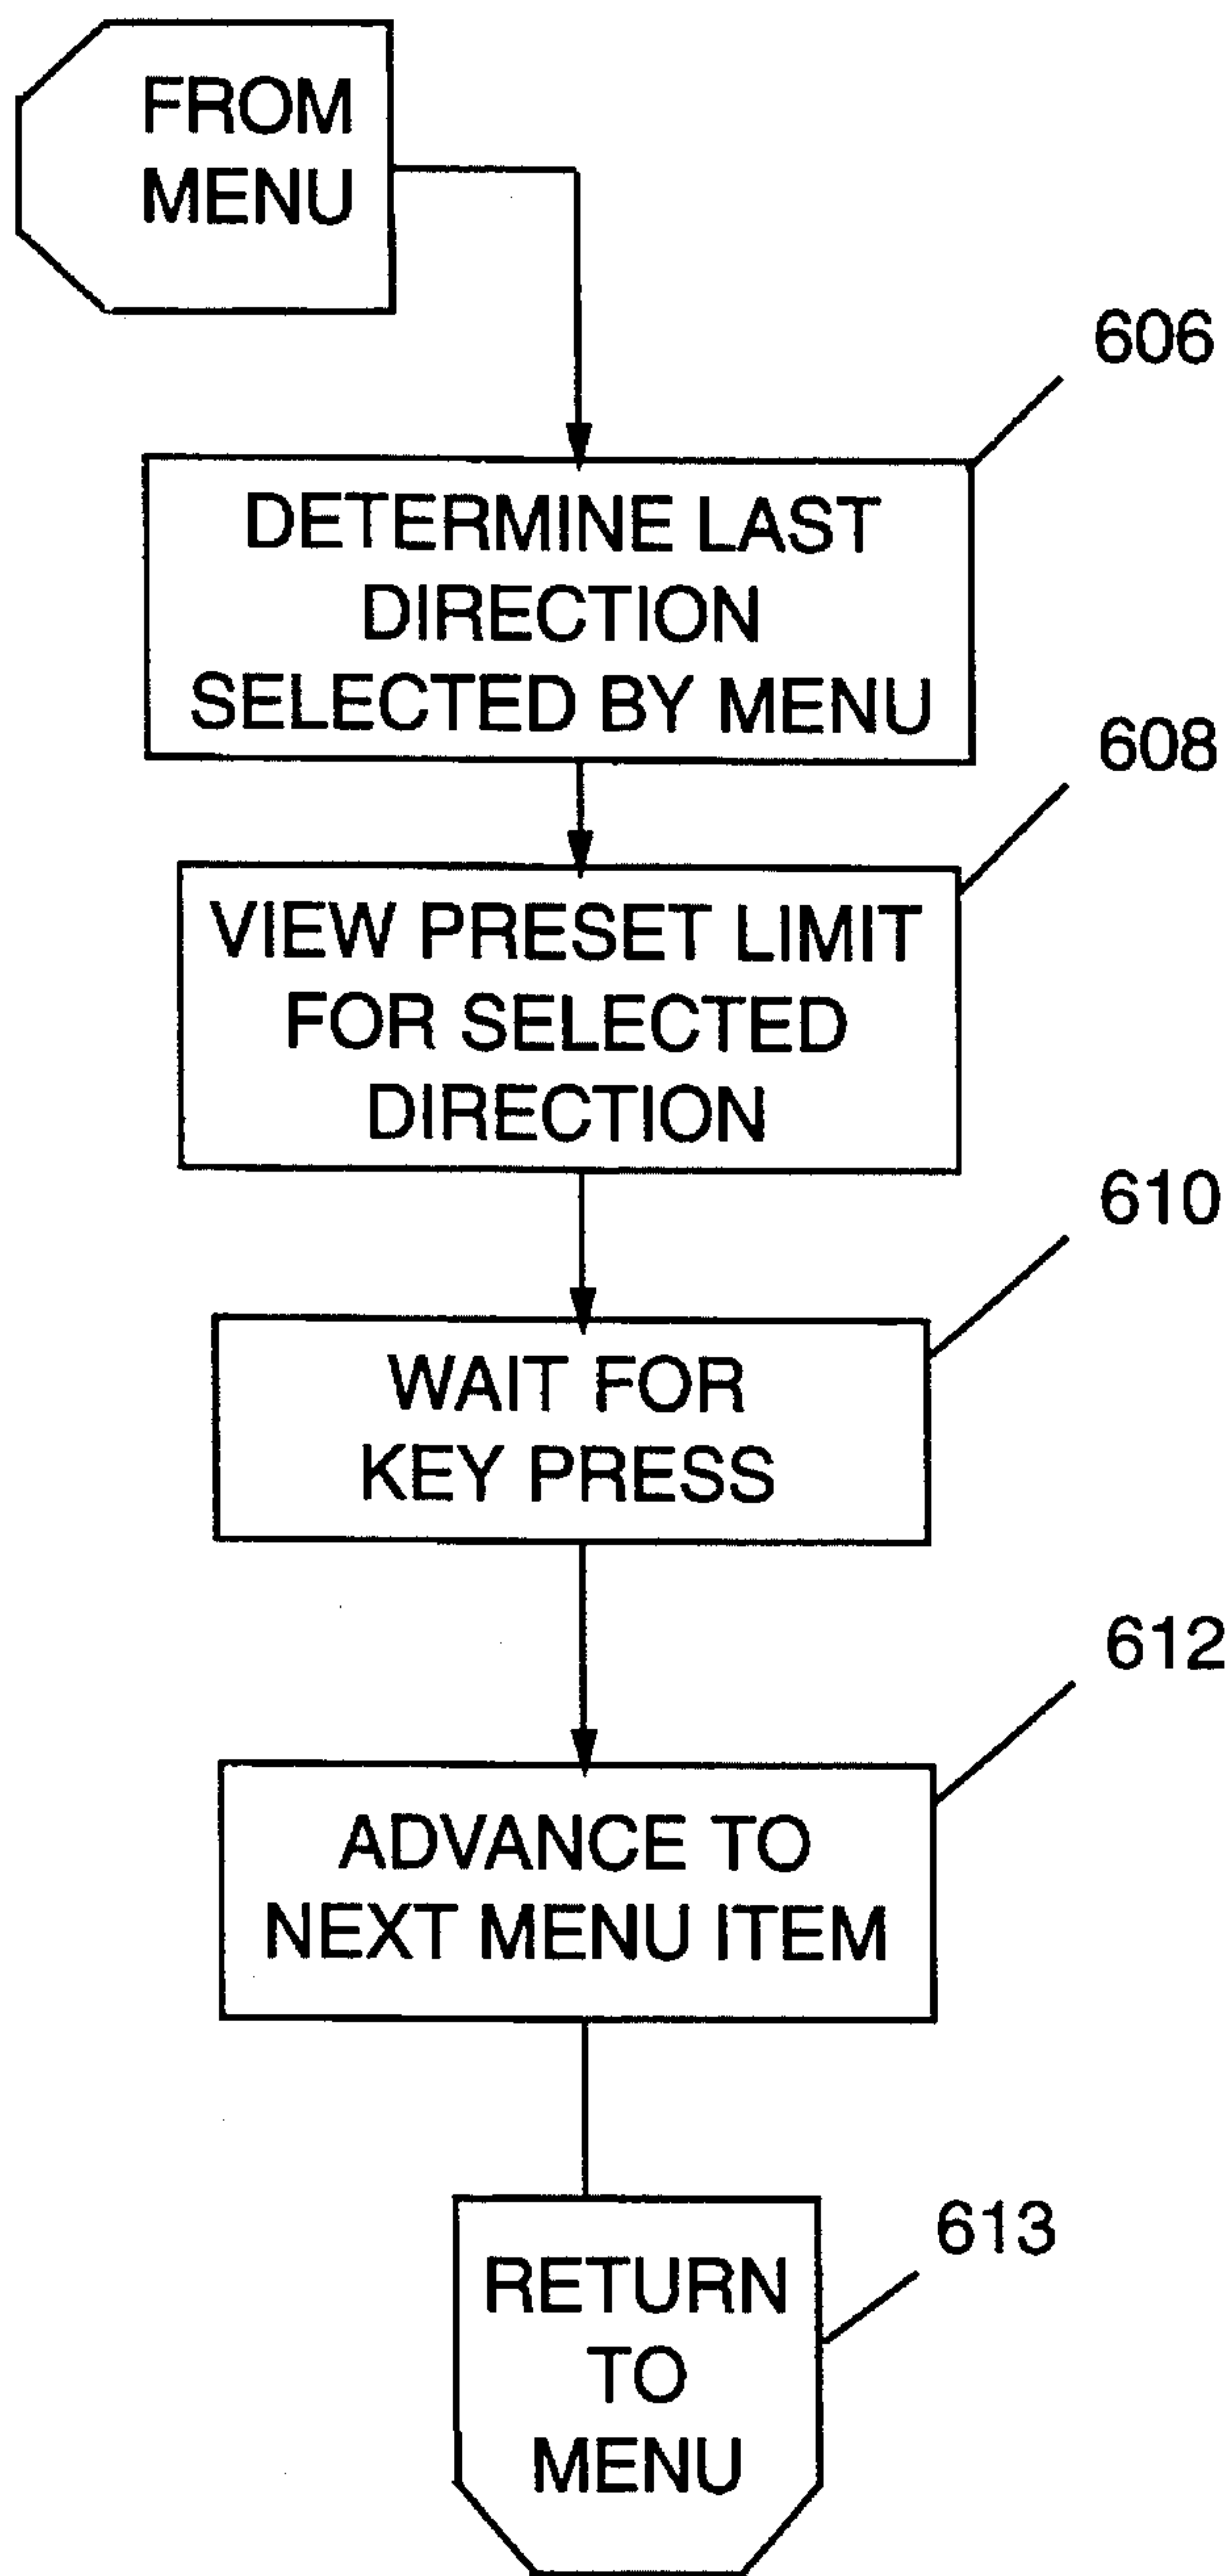 FROM
MENU
606
DETERMINE LAST
DIRECTION
SELECTED BY MENU
608
VIEW PRESET LIMIT
FOR SELECTED
DIRECTION
610
WAIT FOR
KEY PRESS
612
ADVANCE TO
NEXT MENU ITEM
613
RETURN
TO
MENU